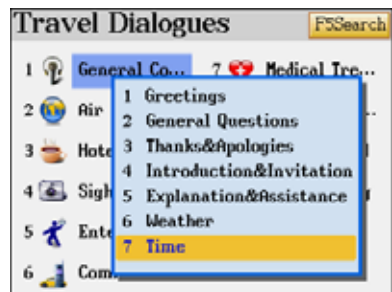 Travel Dialogues
F5Search
1 General Co...
7 Medical Tre...
2 Air
3 Hote
4 Sigh
5 Ente
6 Com
1 Greetings
2 General Questions
3 Thanks&Apologies
4 Introduction&Invitation
5 Explanation&Assistance
6 Weather
7 Time